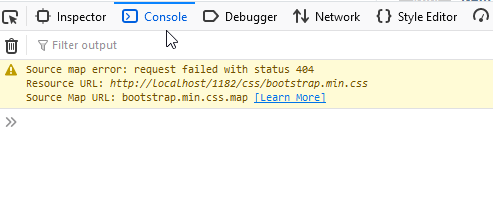 Inspector Console Debugger Network Style Editor
Filter output
Source map error: request failed with status 404
Resource URL: http://localhost/1182/css/bootstrap.min.css
Source Map URL: bootstrap.min.css.map [Learn More]